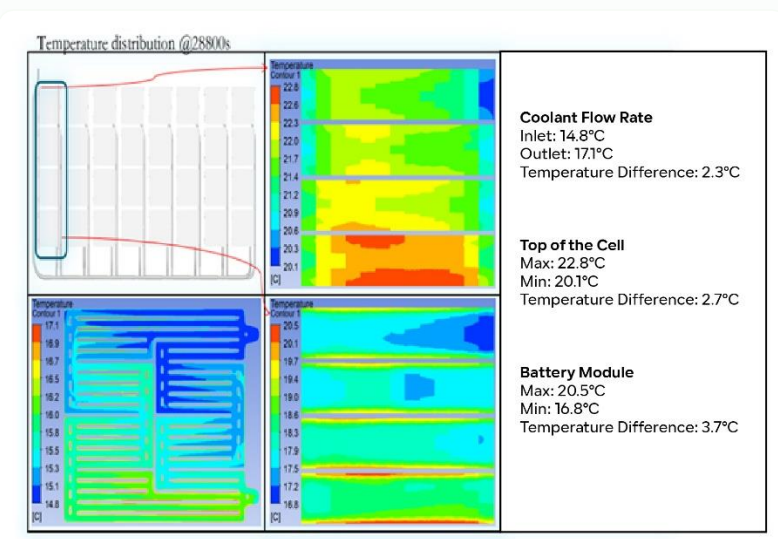 Temperature distribution @28800s
Temperature
Contour 1
22.8
22.6
22.3
22.0
21.7
21.4
21.2
20.9
20.6
20.3
20.1
[C]
Coolant Flow Rate
Inlet: 14.8°C
Outlet: 17.1°C
Temperature Difference: 2.3°C
Top of the Cell
Max: 22.8°C
Min: 20.1°C
Temperature Difference: 2.7°C
Temperature
Contour 1
17.1
16.9
16.7
16.5
16.2
16.0
15.8
15.5
15.3
15.1
14.8
[C]
Temperature
Contour 1
20.5
20.1
19.7
19.4
19.0
18.6
18.3
17.9
17.5
17.2
16.8
[C]
Battery Module
Max: 20.5°C
Min: 16.8°C
Temperature Difference: 3.7°C